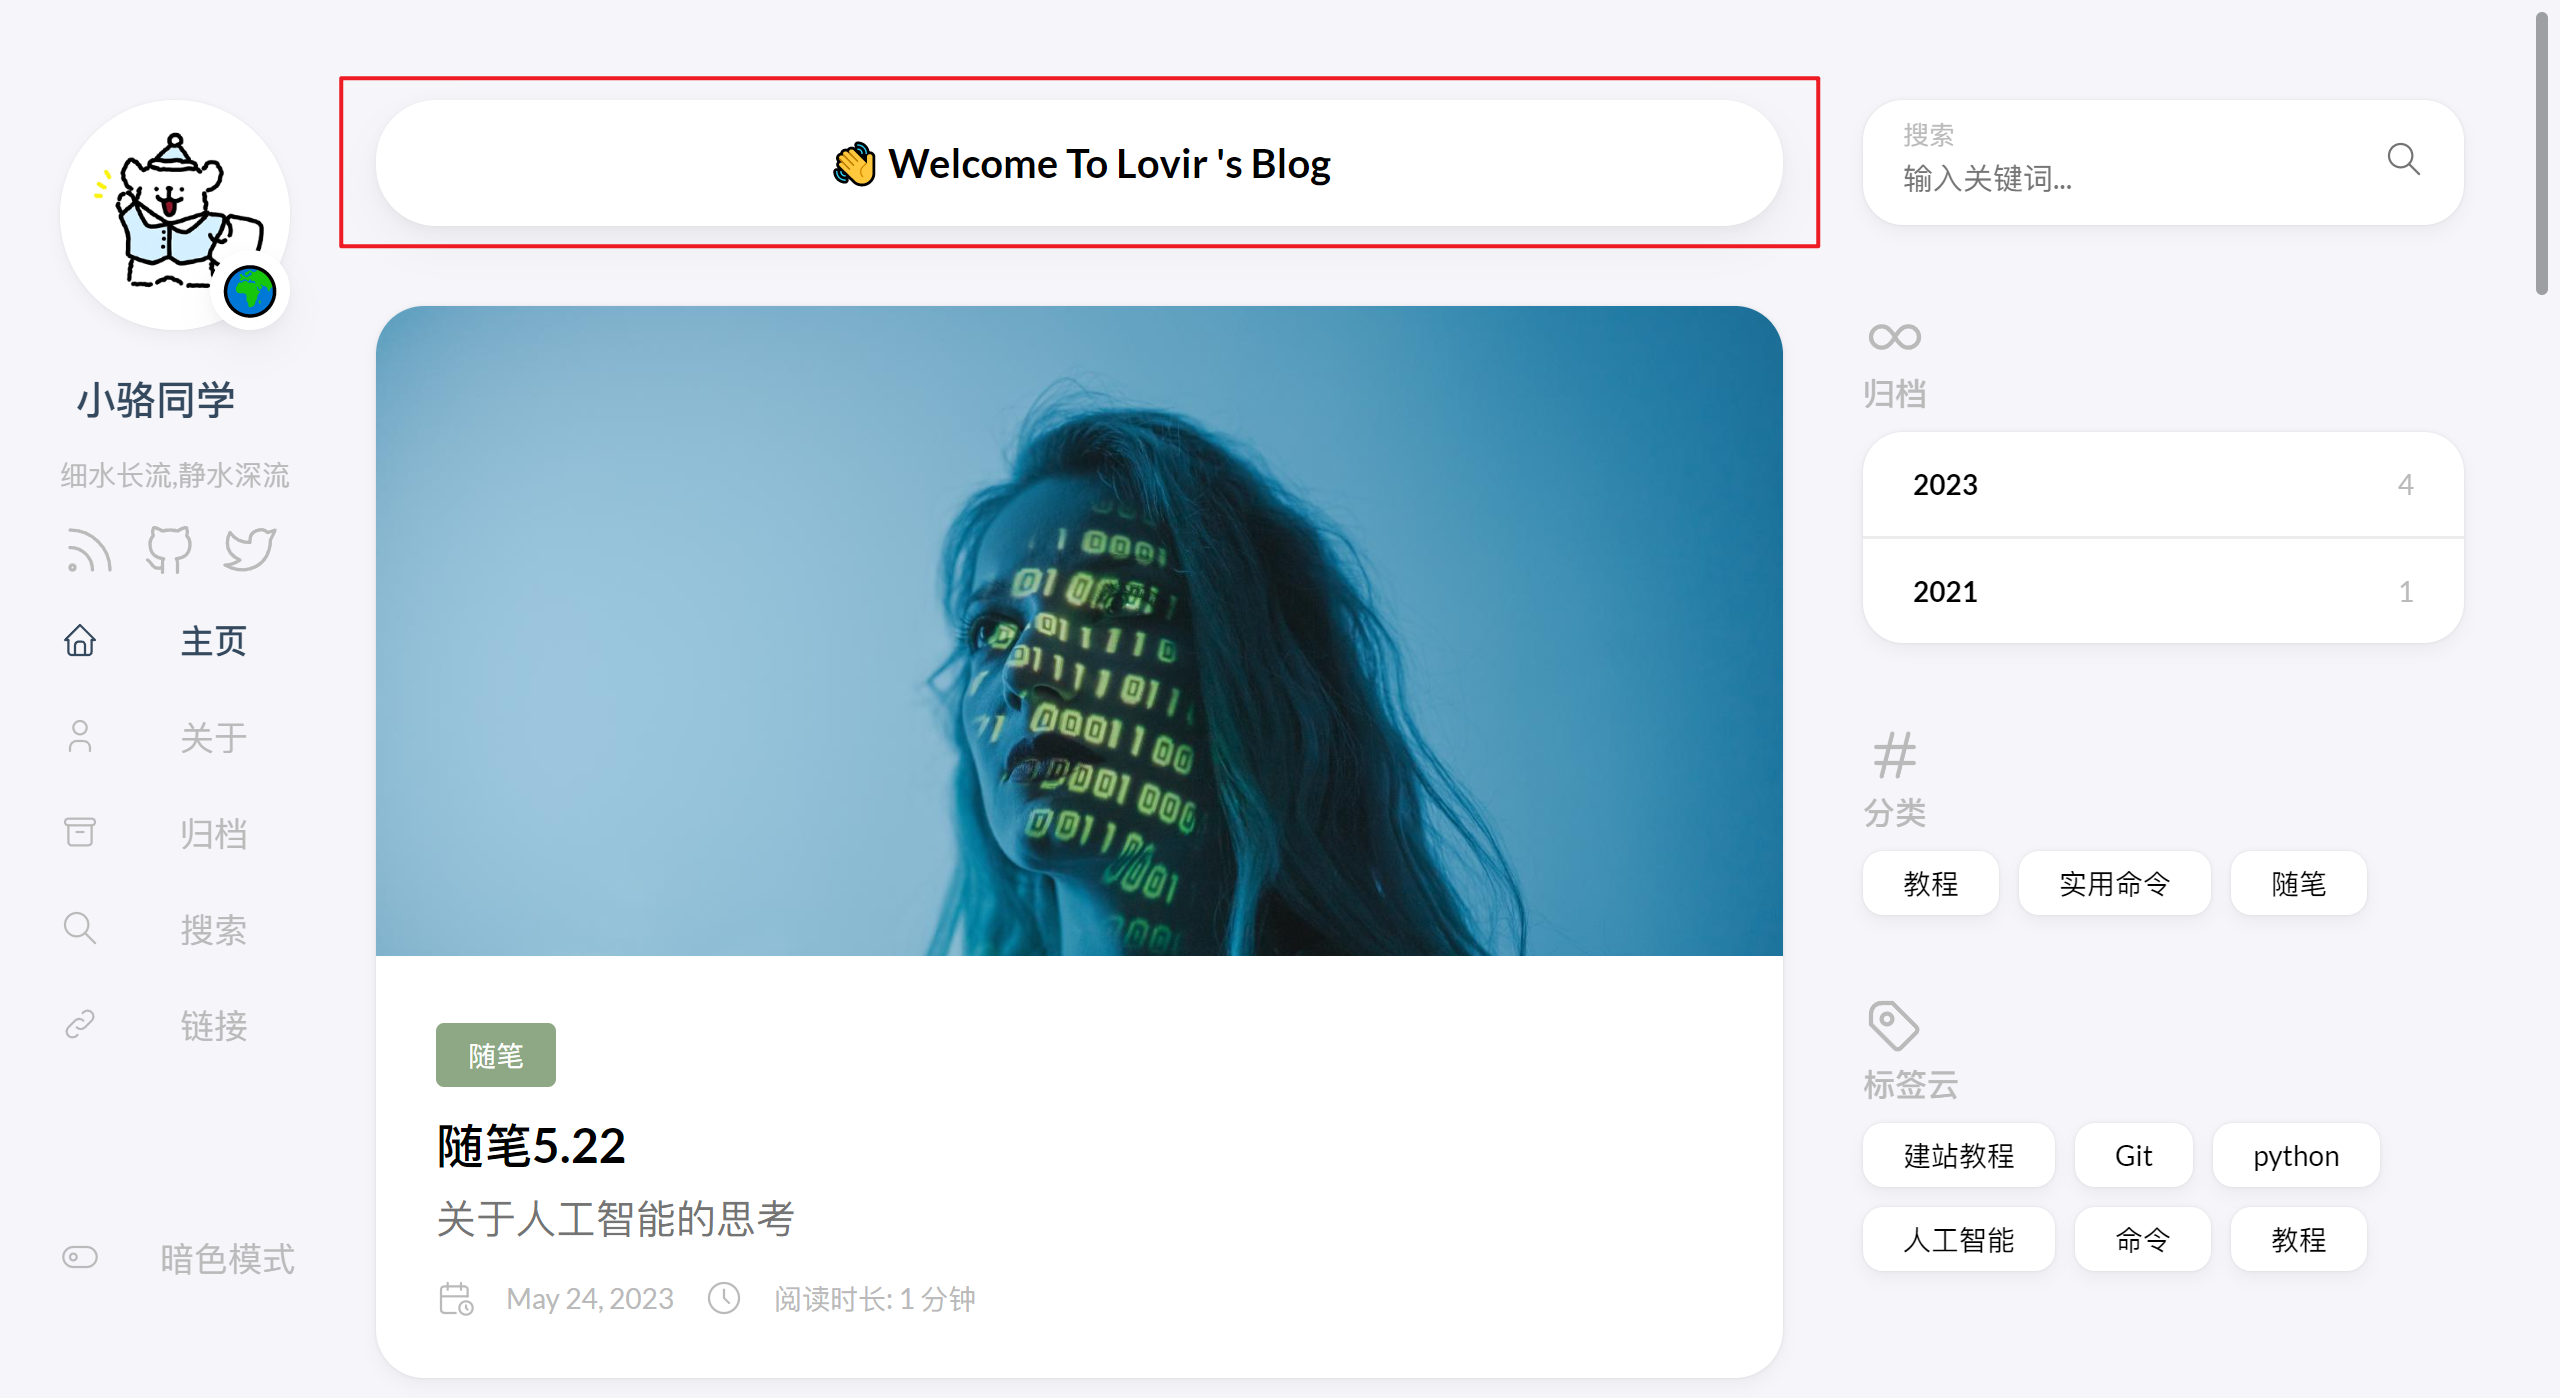 👋 Welcome To Lovir 's Blog
小骆同学
细水长流,静水深流
主页
关于
归档
搜索
链接
暗色模式
随笔
随笔5.22
关于人工智能的思考
May 24, 2023 阅读时长: 1 分钟
搜索
输入关键词...
归档
2023 4
2021 1
分类
教程 实用命令 随笔
标签云
建站教程 Git python
人工智能 命令 教程